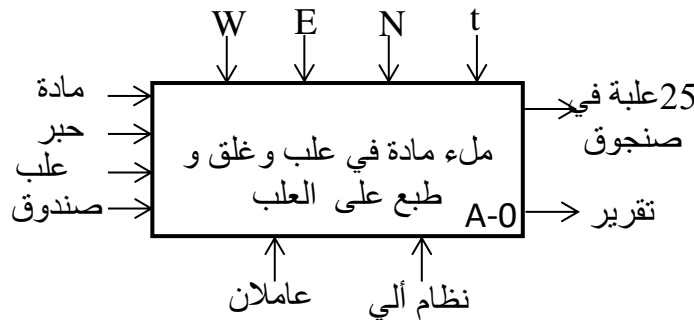 W E N t
مادة
حبر
علب
صندوق
ملء مادة في علب وغلق و
طبع على العلب
A-0
25علبة في
صنجوق
تقرير
عاملان
نظام ألي